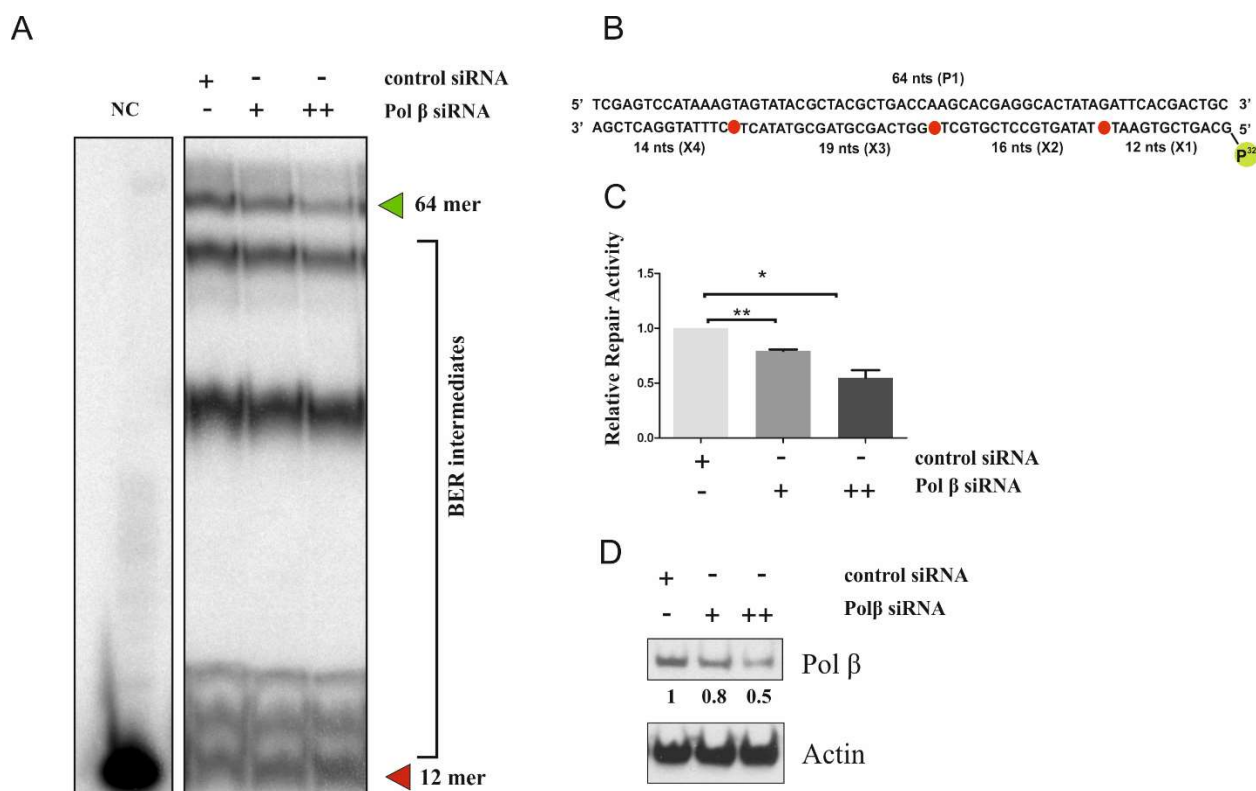 A
+ - - control siRNA
NC - + ++ Pol β siRNA
64 mer
BER intermediates
12 mer
B
64 nts (P1)
5’ TCGAGTCCATAAAGTAGTATACGCTACGCTGACCAAGCACGAGGCACTATAGATTCACGACTGC 3’
3’ AGCTCAGGTATTTC TCATATGCGATGCGACTGG TCGTGCTCCGTGATAT TAAGTGCTGACG 5’
14 nts (X4) 19 nts (X3) 16 nts (X2) 12 nts (X1)
P32
C
Relative Repair Activity
1.5
1.0
0.5
0.0
*
**
+ - - control siRNA
- + ++ Pol β siRNA
D
+ - - control siRNA
- + ++ Polβ siRNA
Pol β
1 0.8 0.5
Actin